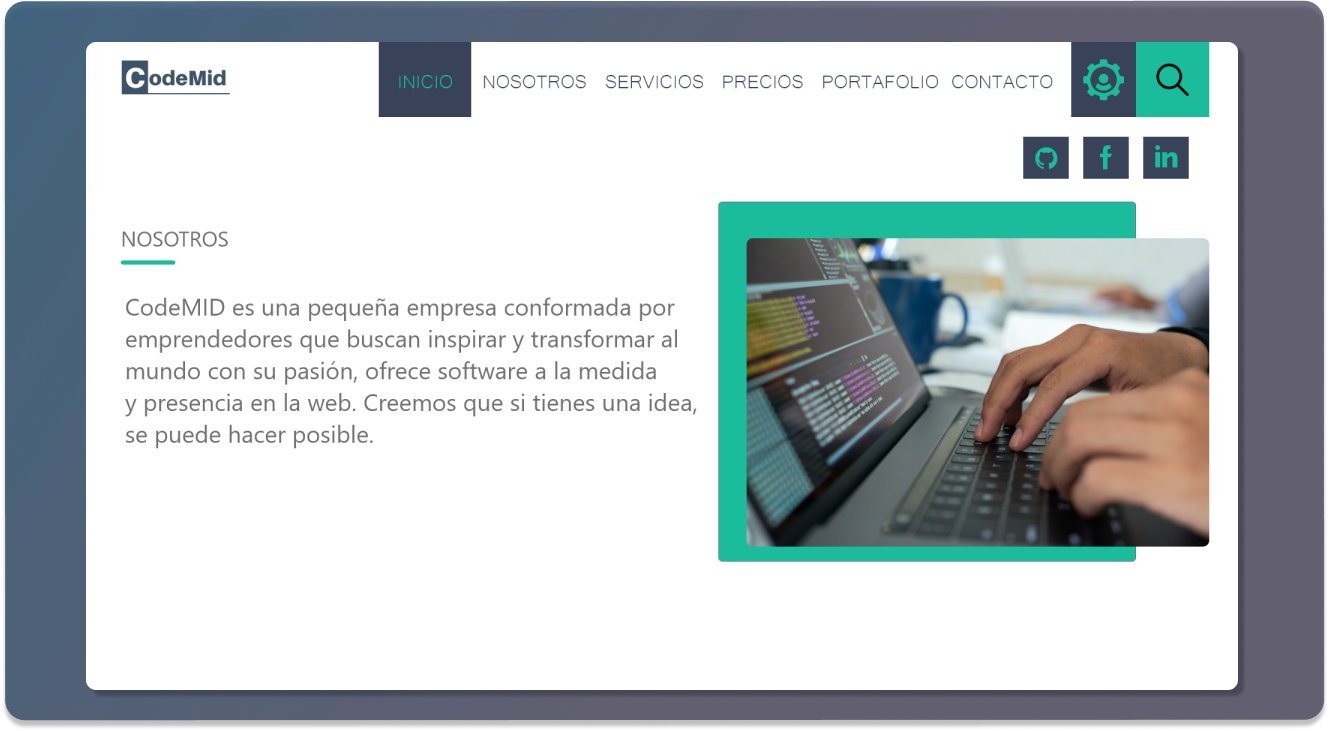 CodeMid
INICIO NOSOTROS SERVICIOS PRECIOS PORTAFOLIO CONTACTO
NOSOTROS
CodeMID es una pequeña empresa conformada por
emprendedores que buscan inspirar y transformar al
mundo con su pasión, ofrece software a la medida
y presencia en la web. Creemos que si tienes una idea,
se puede hacer posible.